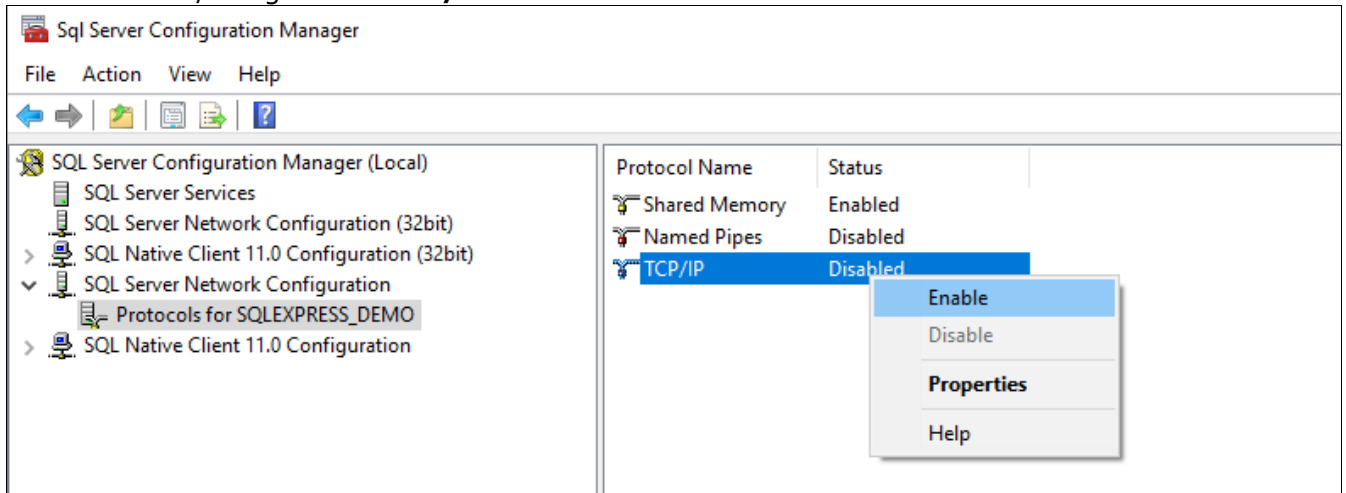 Sql Server Configuration Manager
File Action View Help
SQL Server Configuration Manager (Local)
SQL Server Services
SQL Server Network Configuration (32bit)
SQL Native Client 11.0 Configuration (32bit)
SQL Server Network Configuration
Protocols for SQLEXPRESS_DEMO
SQL Native Client 11.0 Configuration
Protocol Name Status
Shared Memory Enabled
Named Pipes Disabled
TCP/IP Disabled
Enable
Disable
Properties
Help